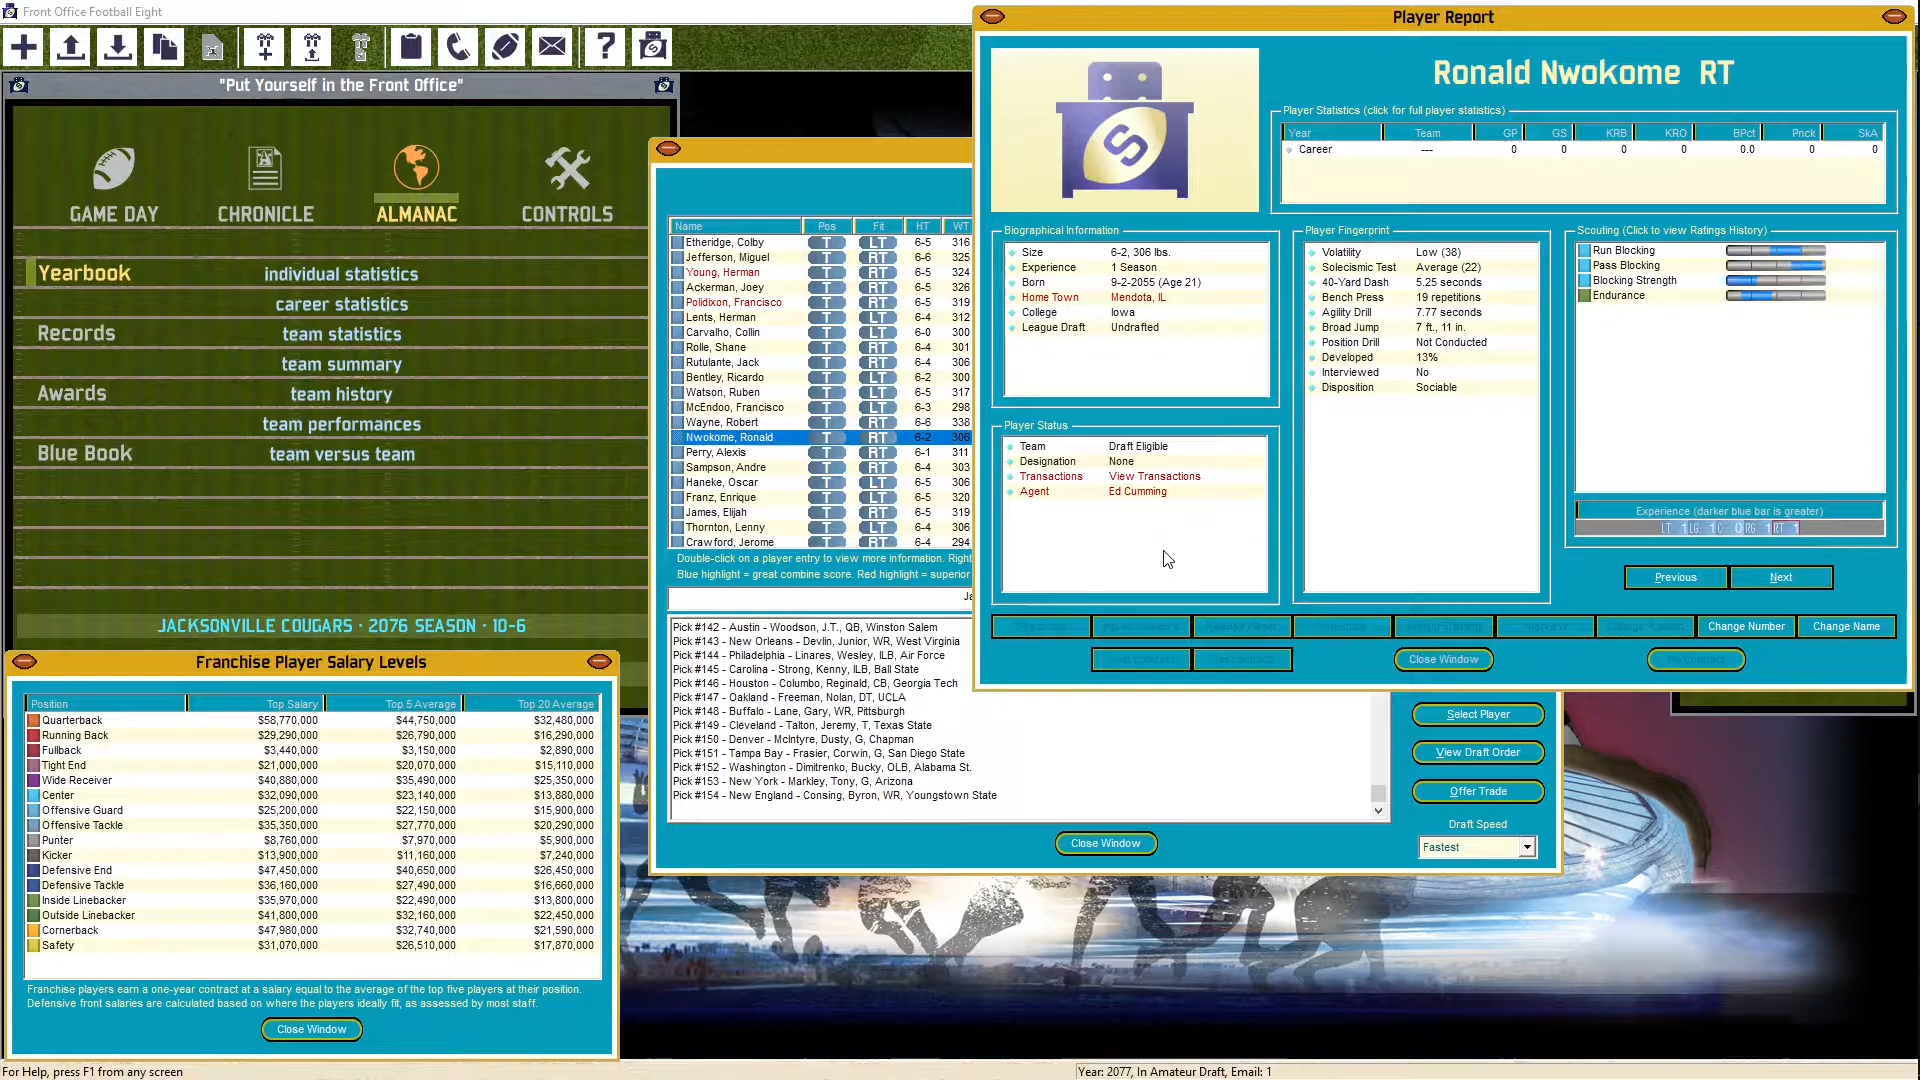 Front Office Football Eight
"Put Yourself in the Front Office"
GAME DAY
CHRONICLE
ALMANAC
CONTROLS
Yearbook
individual statistics
career statistics
Records
team statistics
team summary
Awards
team history
team performances
Blue Book
team versus team
JACKSONVILLE COUGARS · 2076 SEASON · 10-6
Franchise Player Salary Levels
Position Top Salary Top 5 Average Top 20 Average
Quarterback $58,770,000 $44,750,000 $32,480,000
Running Back $29,290,000 $26,790,000 $16,290,000
Fullback $3,440,000 $3,150,000 $2,890,000
Tight End $21,000,000 $20,070,000 $15,110,000
Wide Receiver $40,880,000 $35,490,000 $25,350,000
Center $32,090,000 $23,140,000 $13,880,000
Offensive Guard $25,200,000 $22,150,000 $15,900,000
Offensive Tackle $35,350,000 $27,770,000 $20,290,000
Punter $8,760,000 $7,970,000 $5,900,000
Kicker $13,900,000 $11,160,000 $7,240,000
Defensive End $47,450,000 $40,650,000 $26,450,000
Defensive Tackle $36,160,000 $27,490,000 $16,660,000
Inside Linebacker $35,970,000 $22,490,000 $13,800,000
Outside Linebacker $41,800,000 $32,160,000 $22,450,000
Cornerback $47,980,000 $32,740,000 $21,590,000
Safety $31,070,000 $26,510,000 $17,870,000
Franchise players earn a one-year contract at a salary equal to the average of the top five players at their position.
Defensive front salaries are calculated based on where the players ideally fit, as assessed by most staff.
Close Window
Name Pos Fit HT WT
Etheridge, Colby T LT 6-5 316
Jefferson, Miguel T LT 6-6 325
Young, Herman T RT 6-5 324
Ackerman, Joey T RT 6-5 326
Polidixon, Francisco T RT 6-5 319
Lents, Herman T LT 6-4 312
Carvalho, Collin T RT 6-0 300
Rolle, Shane T RT 6-4 301
Rutulante, Jack T RT 6-4 306
Bentley, Ricardo T LT 6-2 300
Watson, Ruben T LT 6-5 317
McEndoo, Francisco T LT 6-3 298
Wayne, Robert T RT 6-6 338
Nwokome, Ronald T RT 6-2 306
Perry, Alexis T RT 6-1 311
Sampson, Andre T RT 6-4 303
Haneke, Oscar T LT 6-5 306
Franz, Enrique T LT 6-5 320
James, Elijah T RT 6-5 319
Thornton, Lenny T LT 6-4 306
Crawford, Jerome T RT 6-4 294
Double-click on a player entry to view more information. Right
Blue highlight = great combine score. Red highlight = superior
Ja
Pick #142 - Austin - Woodson, J.T., QB, Winston Salem
Pick #143 - New Orleans - Devlin, Junior, WR, West Virginia
Pick #144 - Philadelphia - Linares, Wesley, ILB, Air Force
Pick #145 - Carolina - Strong, Kenny, ILB, Ball State
Pick #146 - Houston - Columbo, Reginald, CB, Georgia Tech
Pick #147 - Oakland - Freeman, Nolan, DT, UCLA
Pick #148 - Buffalo - Lane, Gary, WR, Pittsburgh
Pick #149 - Cleveland - Talton, Jeremy, T, Texas State
Pick #150 - Denver - McIntyre, Dusty, G, Chapman
Pick #151 - Tampa Bay - Frasier, Corwin, G, San Diego State
Pick #152 - Washington - Dimitrenko, Bucky, OLB, Alabama St.
Pick #153 - New York - Markley, Tony, G, Arizona
Pick #154 - New England - Consing, Byron, WR, Youngstown State
Close Window
Select Player
View Draft Order
Offer Trade
Draft Speed
Fastest
Player Report
Ronald Nwokome RT
Player Statistics (click for full player statistics)
Year Team GP GS KRB KRO BPct Pnck SkA
Career --- 0 0 0 0 0.0 0 0
Biographical Information
Size 6-2, 306 lbs.
Experience 1 Season
Born 9-2-2055 (Age 21)
Home Town Mendota, IL
College Iowa
League Draft Undrafted
Player Status
Team Draft Eligible
Designation None
Transactions View Transactions
Agent Ed Cumming
Player Fingerprint
Volatility Low (38)
Solecismic Test Average (22)
40-Yard Dash 5.25 seconds
Bench Press 19 repetitions
Agility Drill 7.77 seconds
Broad Jump 7 ft., 11 in.
Position Drill Not Conducted
Developed 13%
Interviewed No
Disposition Sociable
Scouting (Click to view Ratings History)
Run Blocking
Pass Blocking
Blocking Strength
Endurance
Experience (darker blue bar is greater)
LT 1 LG 1 C 0 RG 1 RT 1
Previous
Next
Change Number
Change Name
Close Window
For Help, press F1 from any screen
Year: 2077, In Amateur Draft, Email: 1